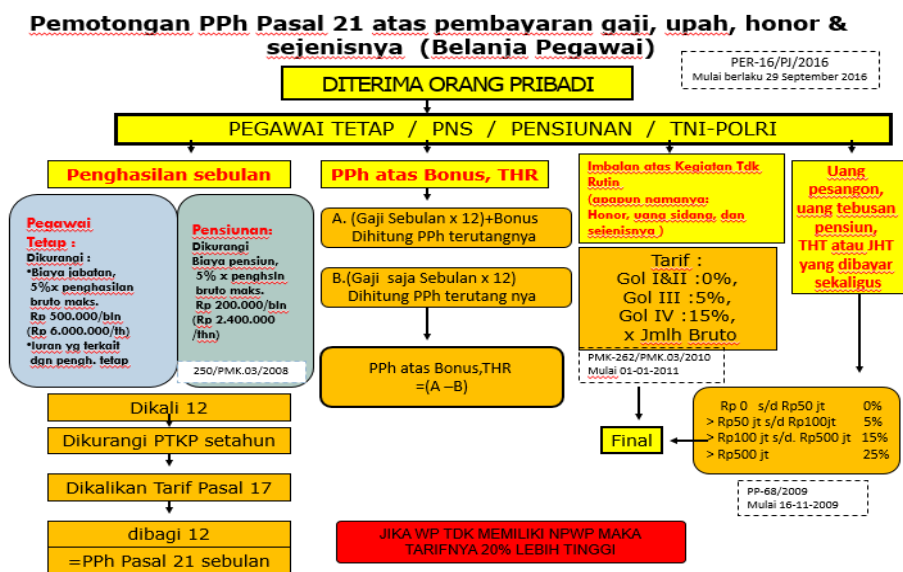 Pemotongan PPh Pasal 21 atas pembayaran gaji, upah, honor &
sejenisnya (Belanja Pegawai)
PER-16/PJ/2016
Mulai berlaku 29 September 2016
DITERIMA ORANG PRIBADI
PEGAWAI TETAP / PNS / PENSIUNAN / TNI-POLRI
Penghasilan sebulan
Pegawai
Tetap :
Dikurangi :
•Biaya jabatan,
5%x penghasilan
bruto maks.
Rp 500.000/bln
(Rp 6.000.000/th)
•Iuran yg terkait
dgn pengh. tetap
Pensiunan:
Dikurangi
Biaya pensiun,
5% x penghsln
bruto maks.
Rp 200.000/bln
(Rp 2.400.000
/thn)
250/PMK.03/2008
Dikali 12
Dikurangi PTKP setahun
Dikalikan Tarif Pasal 17
dibagi 12
=PPh Pasal 21 sebulan
PPh atas Bonus, THR
A. (Gaji Sebulan x 12)+Bonus
Dihitung PPh terutangnya
B.(Gaji saja Sebulan x 12)
Dihitung PPh terutang nya
PPh atas Bonus,THR
=(A –B)
Imbalan atas Kegiatan Tdk
Rutin
(apapun namanya:
Honor, uang sidang, dan
sejenisnya )
Tarif :
Gol I&II :0%,
Gol III :5%,
Gol IV :15%,
x Jmlh Bruto
PMK-262/PMK.03/2010
Mulai 01-01-2011
Final
Uang
pesangon,
uang tebusan
pensiun,
THT atau JHT
yang dibayar
sekaligus
Rp 0 s/d Rp50 jt 0%
> Rp50 jt s/d Rp100jt 5%
> Rp100 jt s/d. Rp500 jt 15%
> Rp500 jt 25%
PP-68/2009
Mulai 16-11-2009
JIKA WP TDK MEMILIKI NPWP MAKA
TARIFNYA 20% LEBIH TINGGI